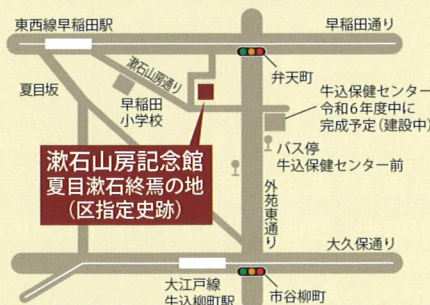 東西線早稲田駅
早稲田通り
漱石山房通り
弁天町
夏目坂
早稲田
小学校
牛込保健センター
令和6年度中に
完成予定(建設中)
バス停
牛込保健センター前
漱石山房記念館
夏目漱石終焉の地
(区指定史跡)
外苑東通り
大久保通り
大江戸線
牛込柳町駅
市谷柳町